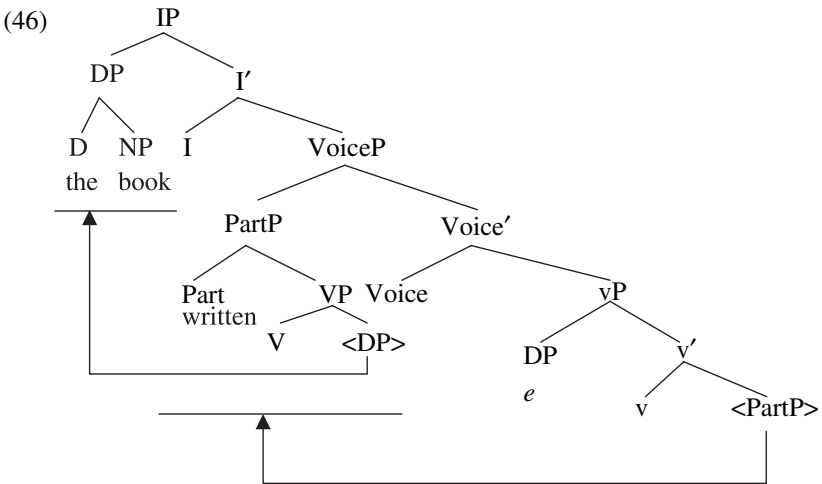 (46) IP
DP I′
D NP I VoiceP
the book
PartP Voice′
Part VP Voice vP
written
V <DP> DP v′
e v <PartP>